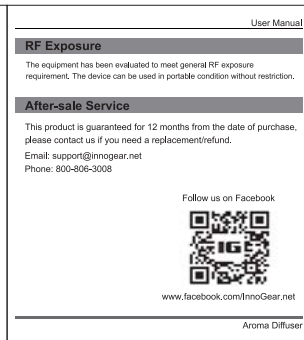 User Manual
RF Exposure
The equipment has been evaluated to meet general RF exposure
requirement. The device can be used in portable condition without restriction.
After-sale Service
This product is guaranteed for 12 months from the date of purchase,
please contact us if you need a replacement/refund.
Email: support@innogear.net
Phone: 800-806-3008
Follow us on Facebook
IG
www.facebook.com/InnoGear.net
Aroma Diffuser